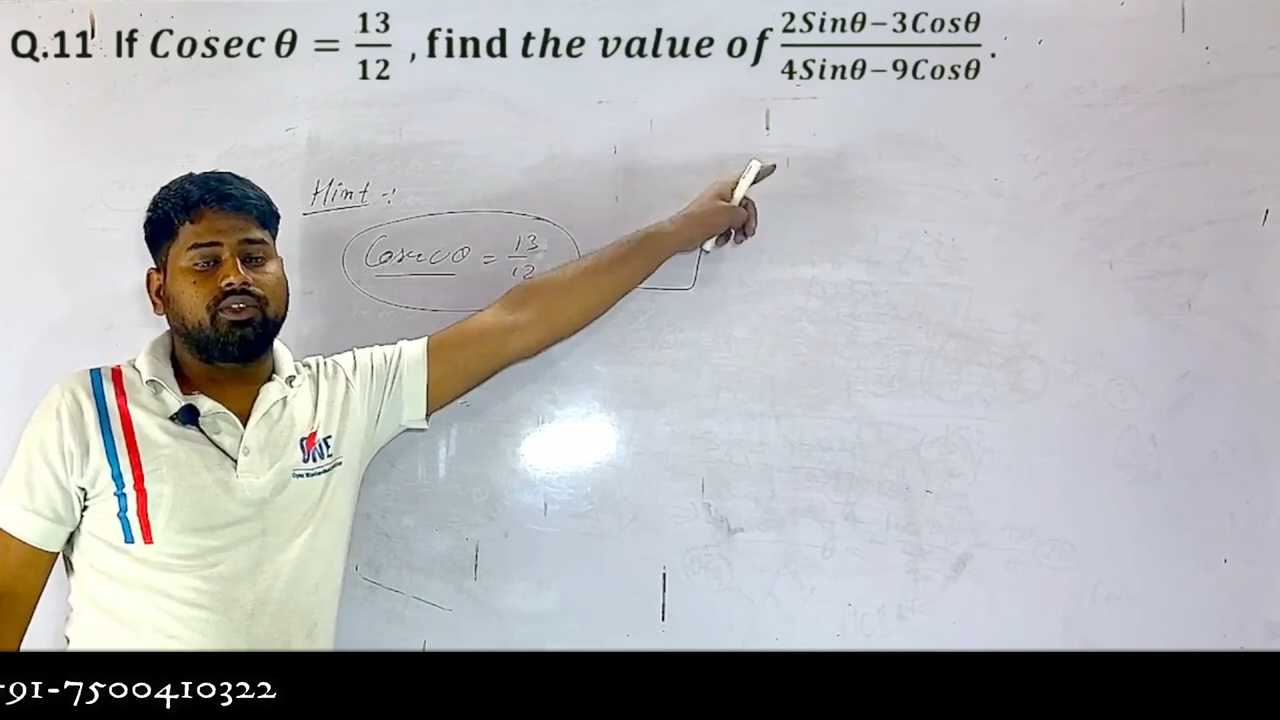 Q.11 If Cosec θ = 13/12 , find the value of 2Sinθ−3Cosθ/4Sinθ−9Cosθ .
Hint :
Cosec θ = 13/12
ONE
-91-7500410322